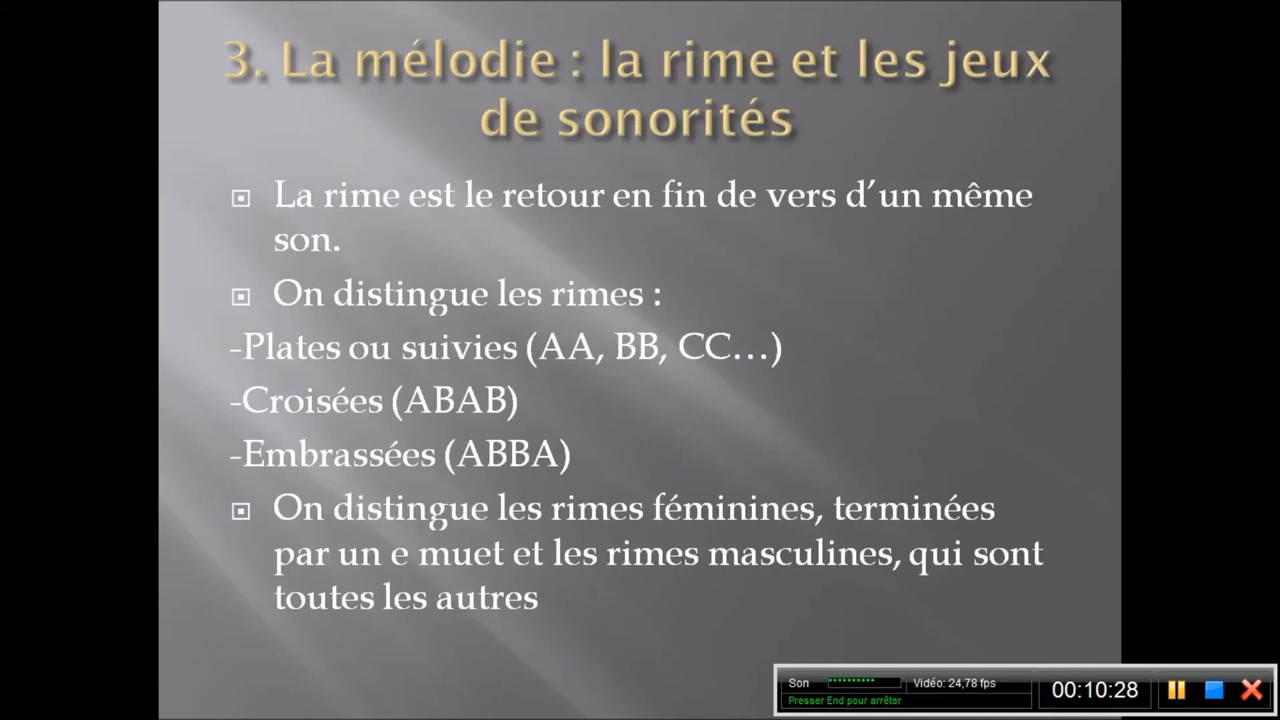 3. La mélodie : la rime et les jeux
de sonorités
La rime est le retour en fin de vers d’un même
son.
On distingue les rimes :
-Plates ou suivies (AA, BB, CC…)
-Croisées (ABAB)
-Embrassées (ABBA)
On distingue les rimes féminines, terminées
par un e muet et les rimes masculines, qui sont
toutes les autres
Son
Vidéo: 24,78 fps
Presser End pour arrêter
00:10:28